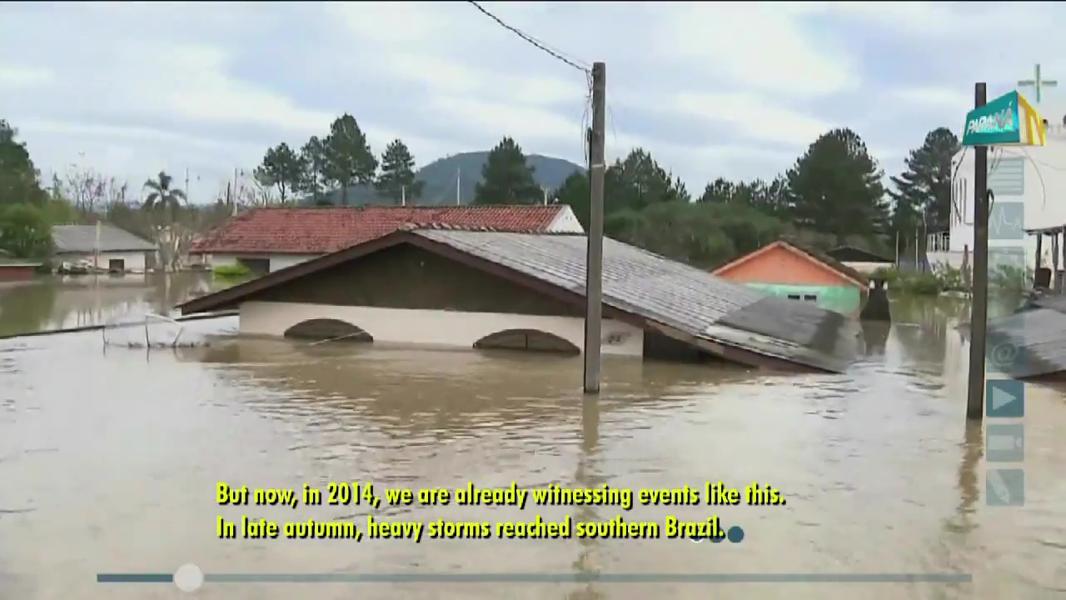 PARANÁ
But now, in 2014, we are already witnessing events like this.
In late autumn, heavy storms reached southern Brazil.